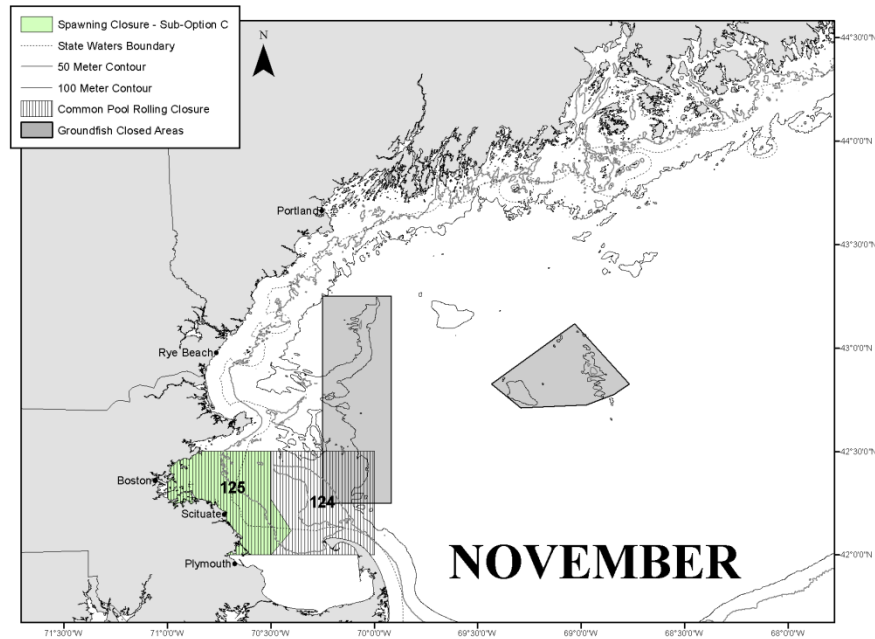 Spawning Closure - Sub-Option C
State Waters Boundary
50 Meter Contour
100 Meter Contour
Common Pool Rolling Closure
Groundfish Closed Areas
N
44°30'0"N
44°0'0"N
Portland
43°30'0"N
Rye Beach
43°0'0"N
42°30'0"N
Boston
125
124
Scituate
Plymouth
NOVEMBER
42°0'0"N
71°30'0"W 71°0'0"W 70°30'0"W 70°0'0"W 69°30'0"W 69°0'0"W 68°30'0"W 68°0'0"W